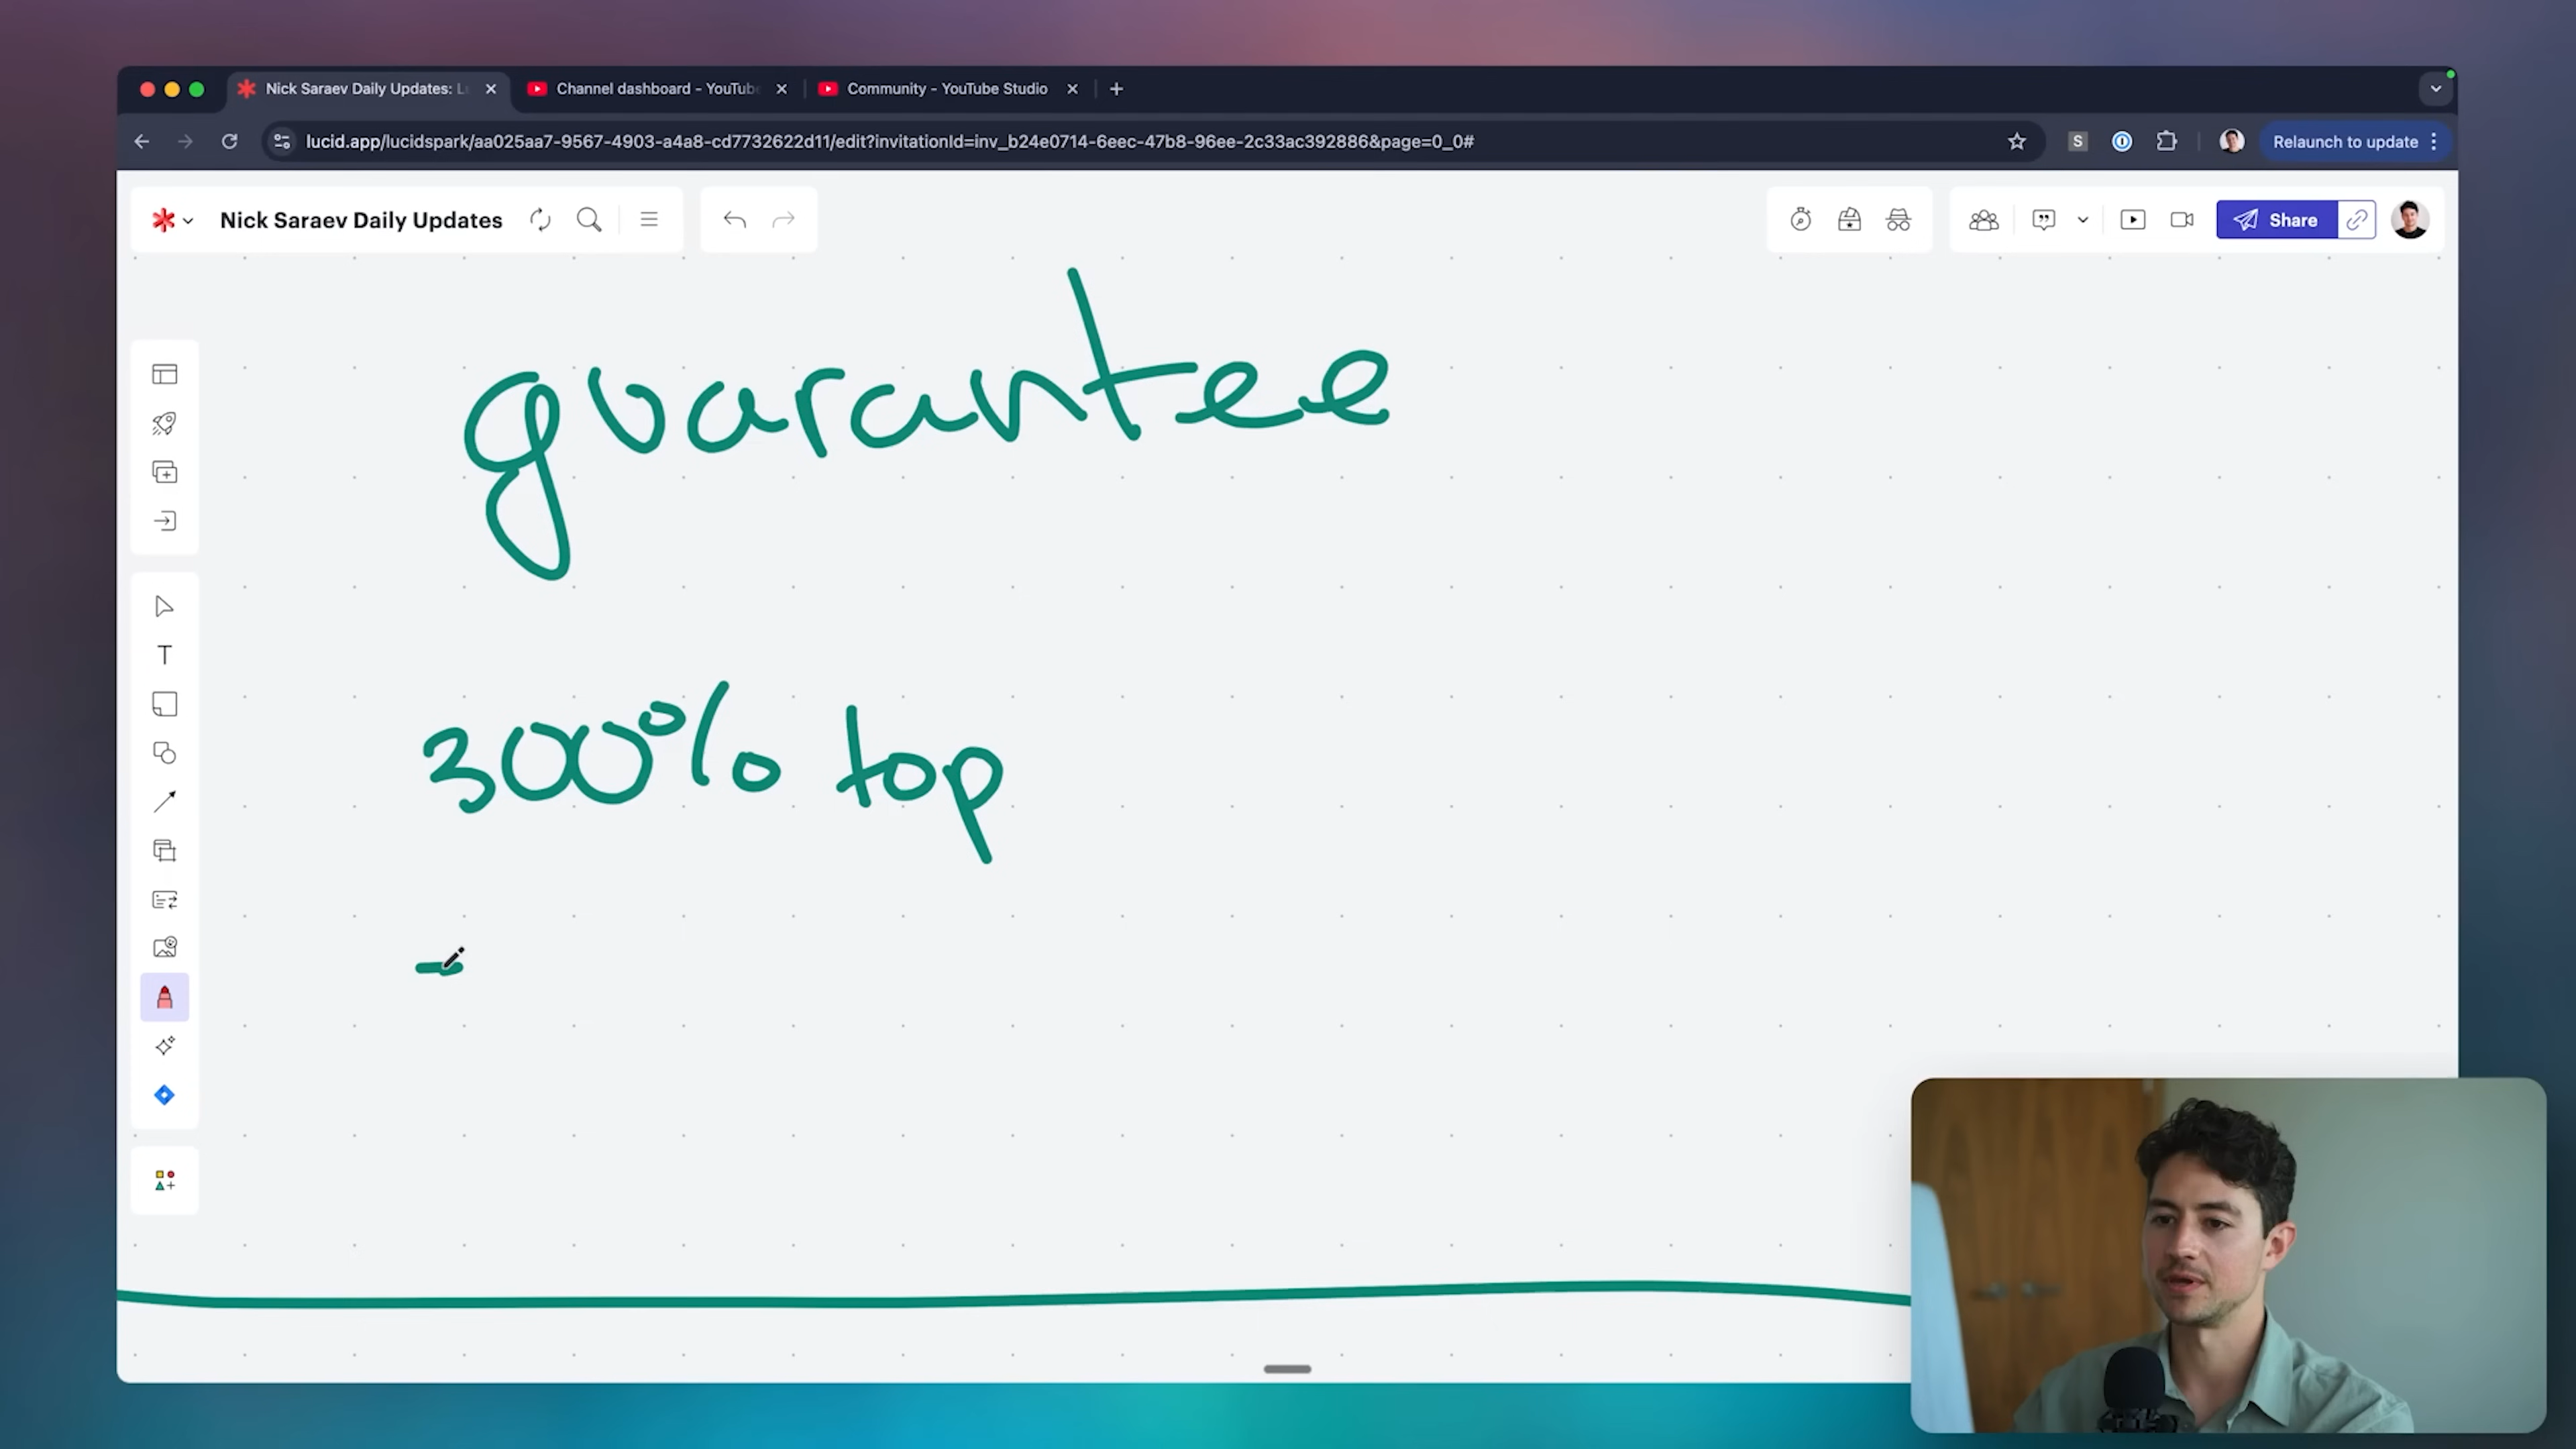 Nick Saraev Daily Updates: L
Channel dashboard - YouTube
Community - YouTube Studio
lucid.app/lucidspark/aa025aa7-9567-4903-a4a8-cd7732622d11/edit?invitationId=inv_b24e0714-6eec-47b8-96ee-2c33ac392886&page=0_0#
S
Relaunch to update
Nick Saraev Daily Updates
Share
guarantee
T
300% top